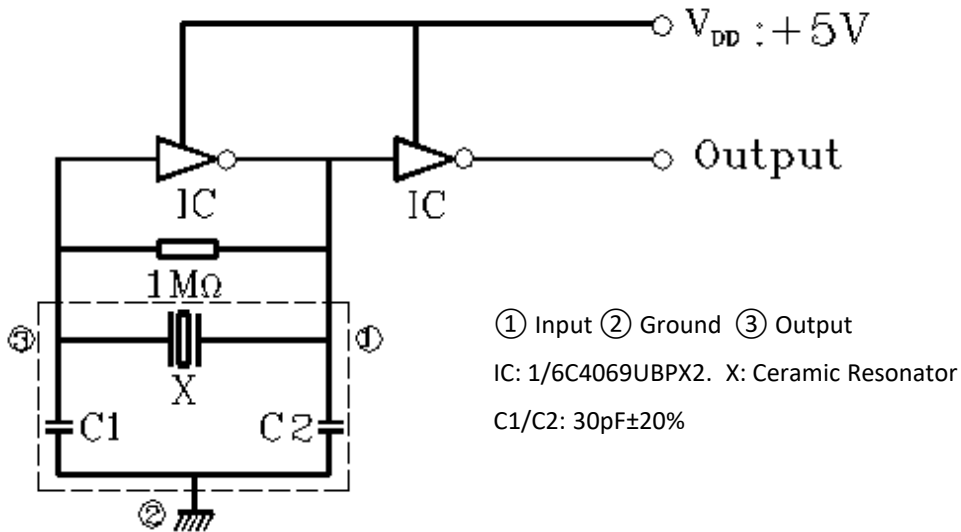 V_DD :+5V
Output
IC
IC
1MΩ
③
①
X
C1
C2
②
① Input ② Ground ③ Output
IC: 1/6C4069UBPX2. X: Ceramic Resonator
C1/C2: 30pF±20%